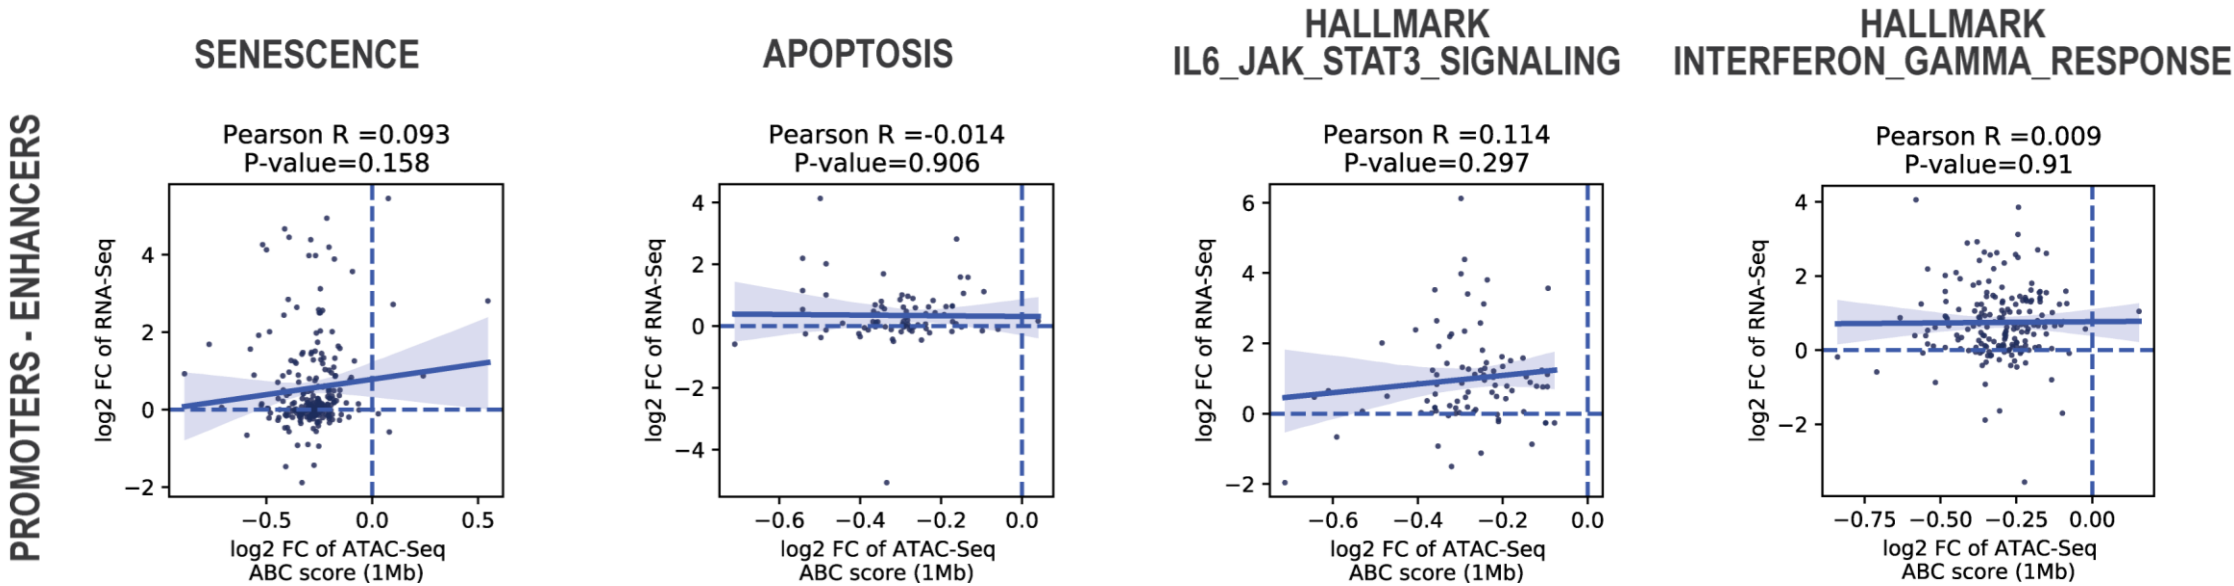 SENESCENCE
APOPTOSIS
HALLMARK
IL6_JAK_STAT3_SIGNALING
HALLMARK
INTERFERON_GAMMA_RESPONSE
PROMOTERS - ENHANCERS
Pearson R =0.093
P-value=0.158
log2 FC of RNA-Seq
4
2
0
−2
−0.5 0.0 0.5
log2 FC of ATAC-Seq
ABC score (1Mb)
Pearson R =-0.014
P-value=0.906
log2 FC of RNA-Seq
4
2
0
−2
−4
−0.6 −0.4 −0.2 0.0
log2 FC of ATAC-Seq
ABC score (1Mb)
Pearson R =0.114
P-value=0.297
log2 FC of RNA-Seq
6
4
2
0
−2
−0.6 −0.4 −0.2 0.0
log2 FC of ATAC-Seq
ABC score (1Mb)
Pearson R =0.009
P-value=0.91
log2 FC of RNA-Seq
4
2
0
−2
−0.75 −0.50 −0.25 0.00
log2 FC of ATAC-Seq
ABC score (1Mb)